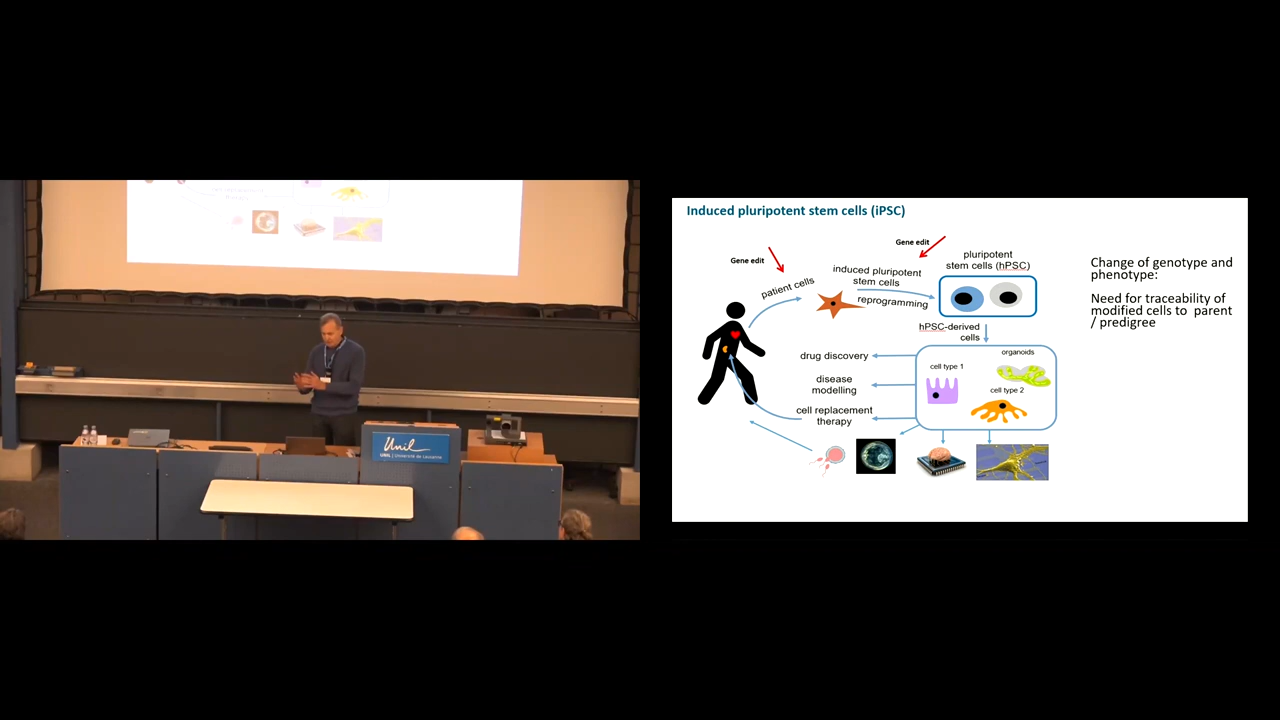 Induced pluripotent stem cells (iPSC)
Gene edit
Gene edit
patient cells
induced pluripotent
stem cells
reprogramming
pluripotent
stem cells (hPSC)
hPSC-derived
cells
drug discovery
disease
modelling
cell replacement
therapy
organoids
cell type 1
cell type 2
Change of genotype and
phenotype:
Need for traceability of
modified cells to parent
/ predigree
Unil
UNIL | Université de Lausanne